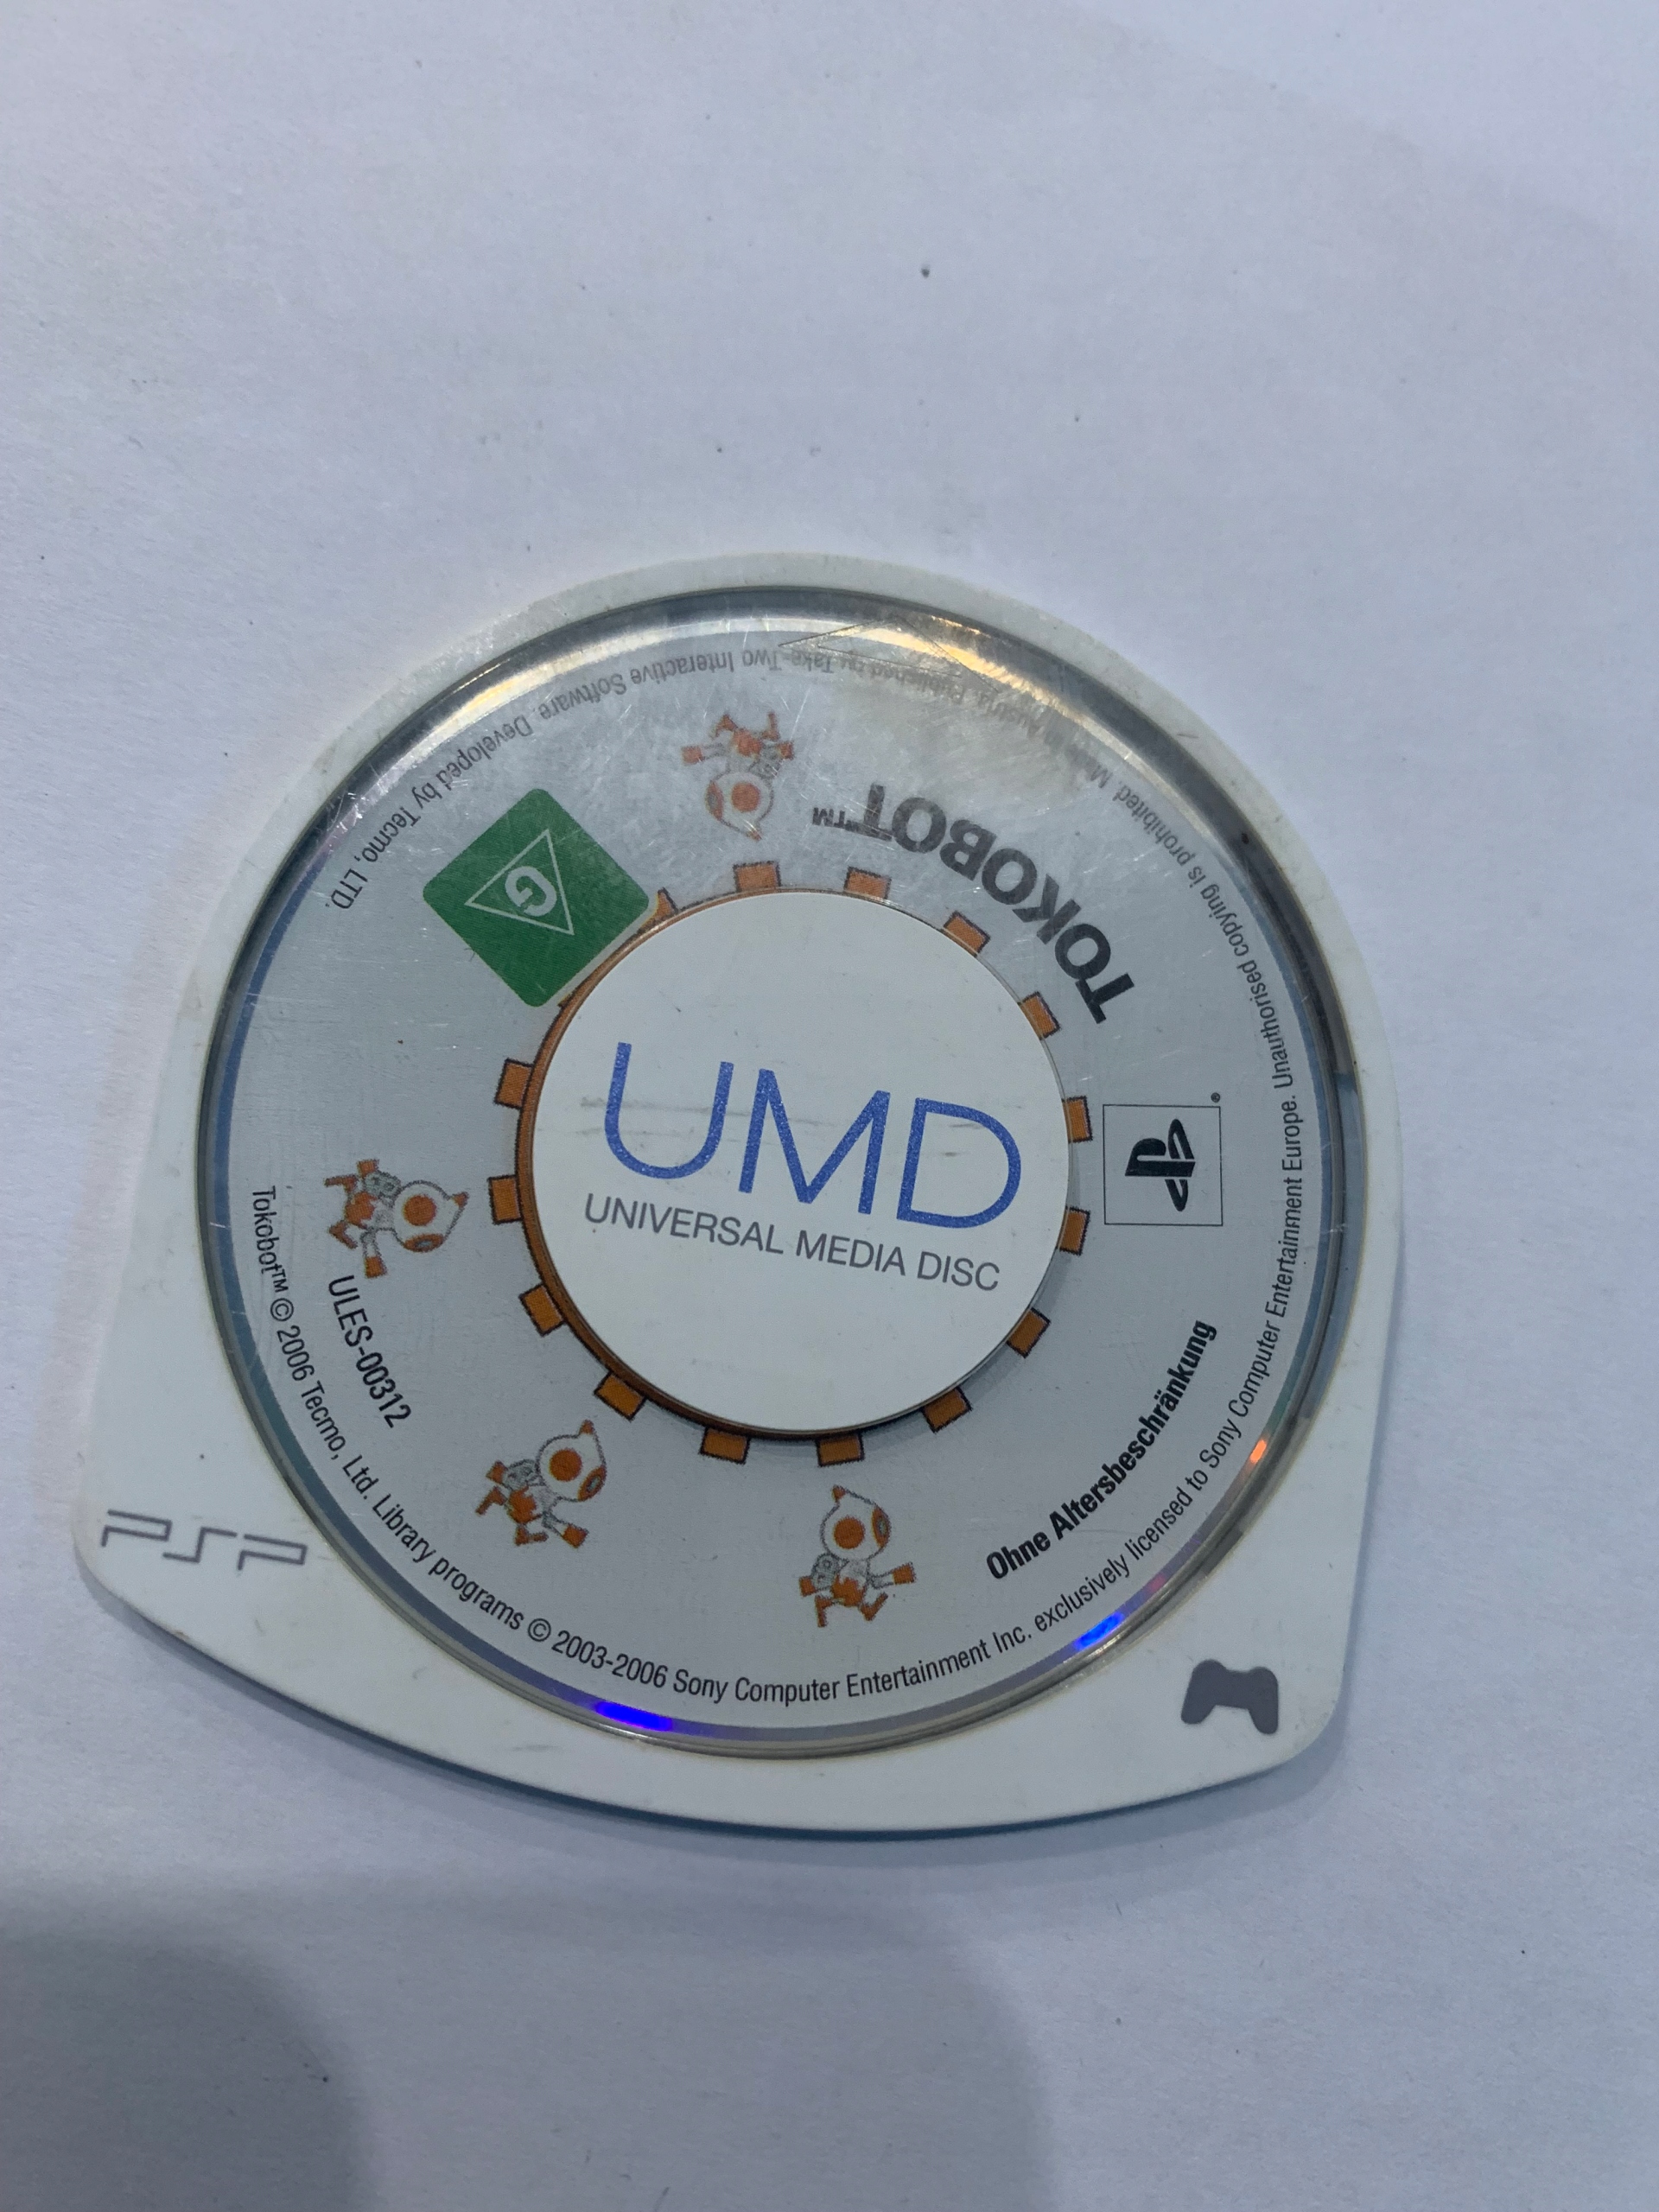 UMD
UNIVERSAL MEDIA DISC
TOKOBOT™
G
ULES-00312
Ohne Altersbeschränkung
Tokobot™ © 2006 Tecmo, Ltd. Library programs © 2003-2006 Sony Computer Entertainment Inc. exclusively licensed to Sony Computer Entertainment Europe. Unauthorised copying is prohibited. Made in Austria. Published by Take-Two Interactive Software. Developed by Tecmo, LTD.
PSP
®